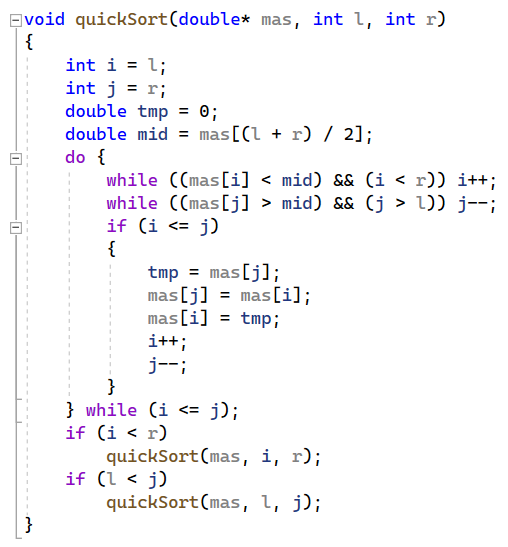 void quickSort(double* mas, int l, int r)
{
    int i = l;
    int j = r;
    double tmp = 0;
    double mid = mas[(l + r) / 2];
    do {
        while ((mas[i] < mid) && (i < r)) i++;
        while ((mas[j] > mid) && (j > l)) j--;
        if (i <= j)
        {
            tmp = mas[j];
            mas[j] = mas[i];
            mas[i] = tmp;
            i++;
            j--;
        }
    } while (i <= j);
    if (i < r)
        quickSort(mas, i, r);
    if (l < j)
        quickSort(mas, l, j);
}